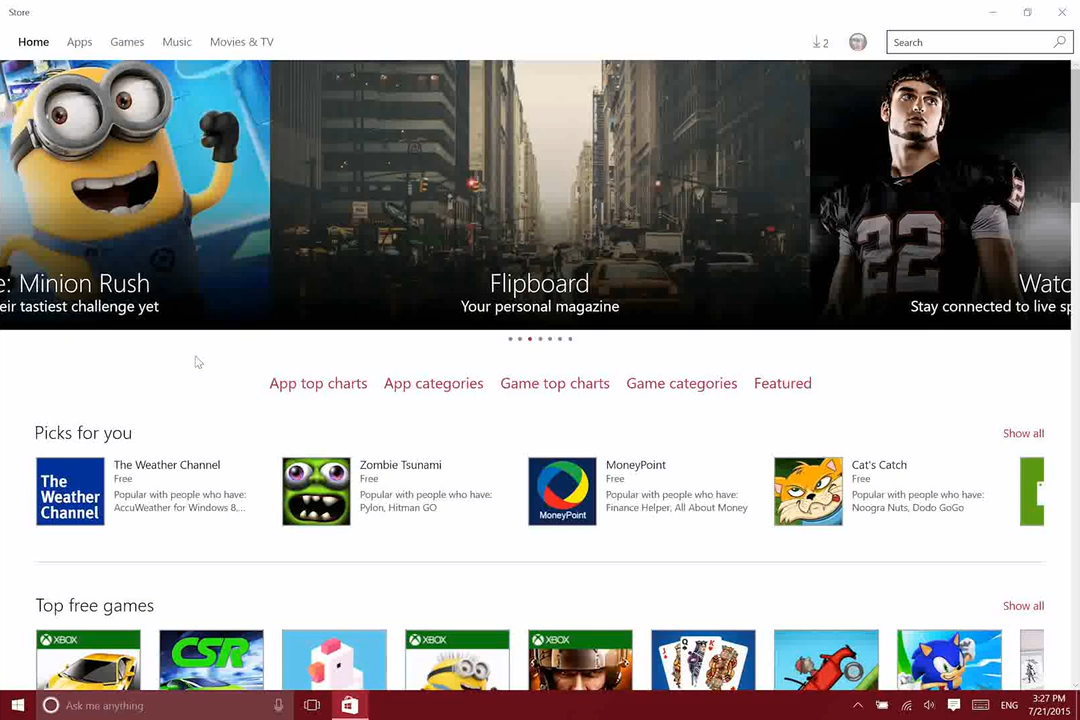 Store
Home Apps Games Music Movies & TV 2 Search
e: Minion Rush
eir tastiest challenge yet
Flipboard
Your personal magazine
22
Watc
Stay connected to live sp
App top charts App categories Game top charts Game categories Featured
Picks for you Show all
The Weather Channel
The Weather Channel
Free
Popular with people who have:
AccuWeather for Windows 8,...
Zombie Tsunami
Free
Popular with people who have:
Pylon, Hitman GO
MoneyPoint
MoneyPoint
Free
Popular with people who have:
Finance Helper, All About Money
Cat's Catch
Free
Popular with people who have:
Noogra Nuts, Dodo GoGo
Top free games Show all
XBOX
CSR
XBOX
XBOX
Q K
J
Ask me anything
ENG
3:27 PM
7/21/2015